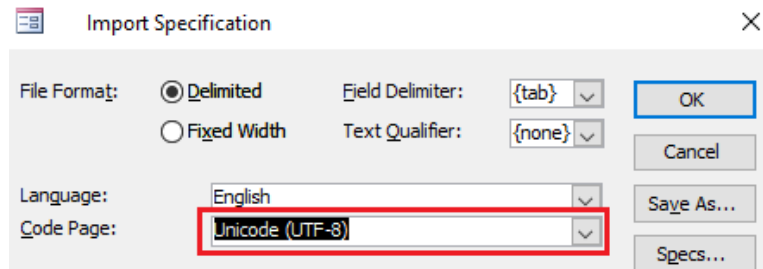 Import Specification
File Format: Delimited Field Delimiter: {tab} OK
Fixed Width Text Qualifier: {none}
Cancel
Language: English Save As...
Code Page: Unicode (UTF-8)
Specs...